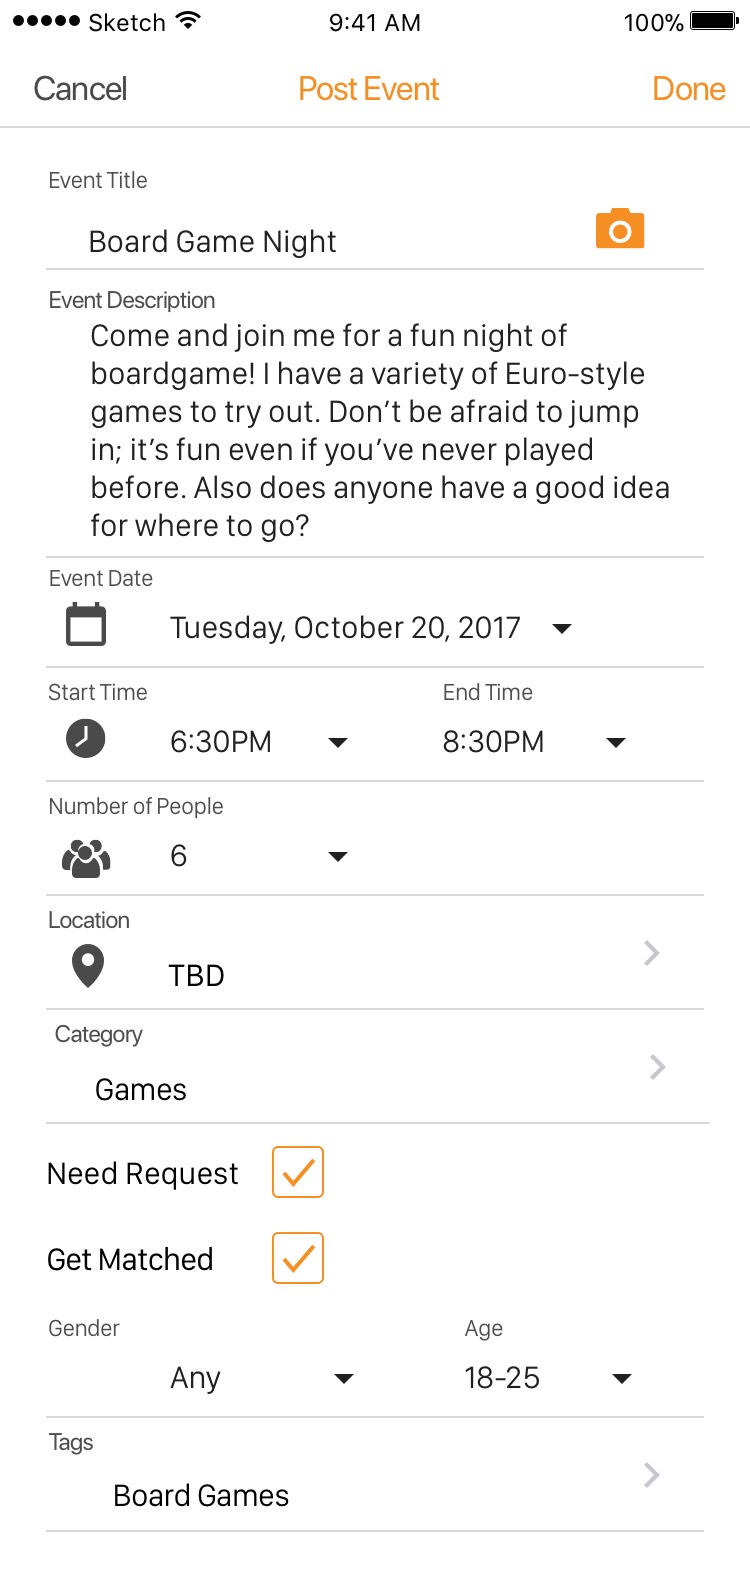 Sketch 9:41 AM 100%
Cancel Post Event Done
Event Title
Board Game Night
Event Description
Come and join me for a fun night of
boardgame! I have a variety of Euro-style
games to try out. Don’t be afraid to jump
in; it’s fun even if you’ve never played
before. Also does anyone have a good idea
for where to go?
Event Date
Tuesday, October 20, 2017
Start Time End Time
6:30PM 8:30PM
Number of People
6
Location
TBD
Category
Games
Need Request
Get Matched
Gender Age
Any 18-25
Tags
Board Games